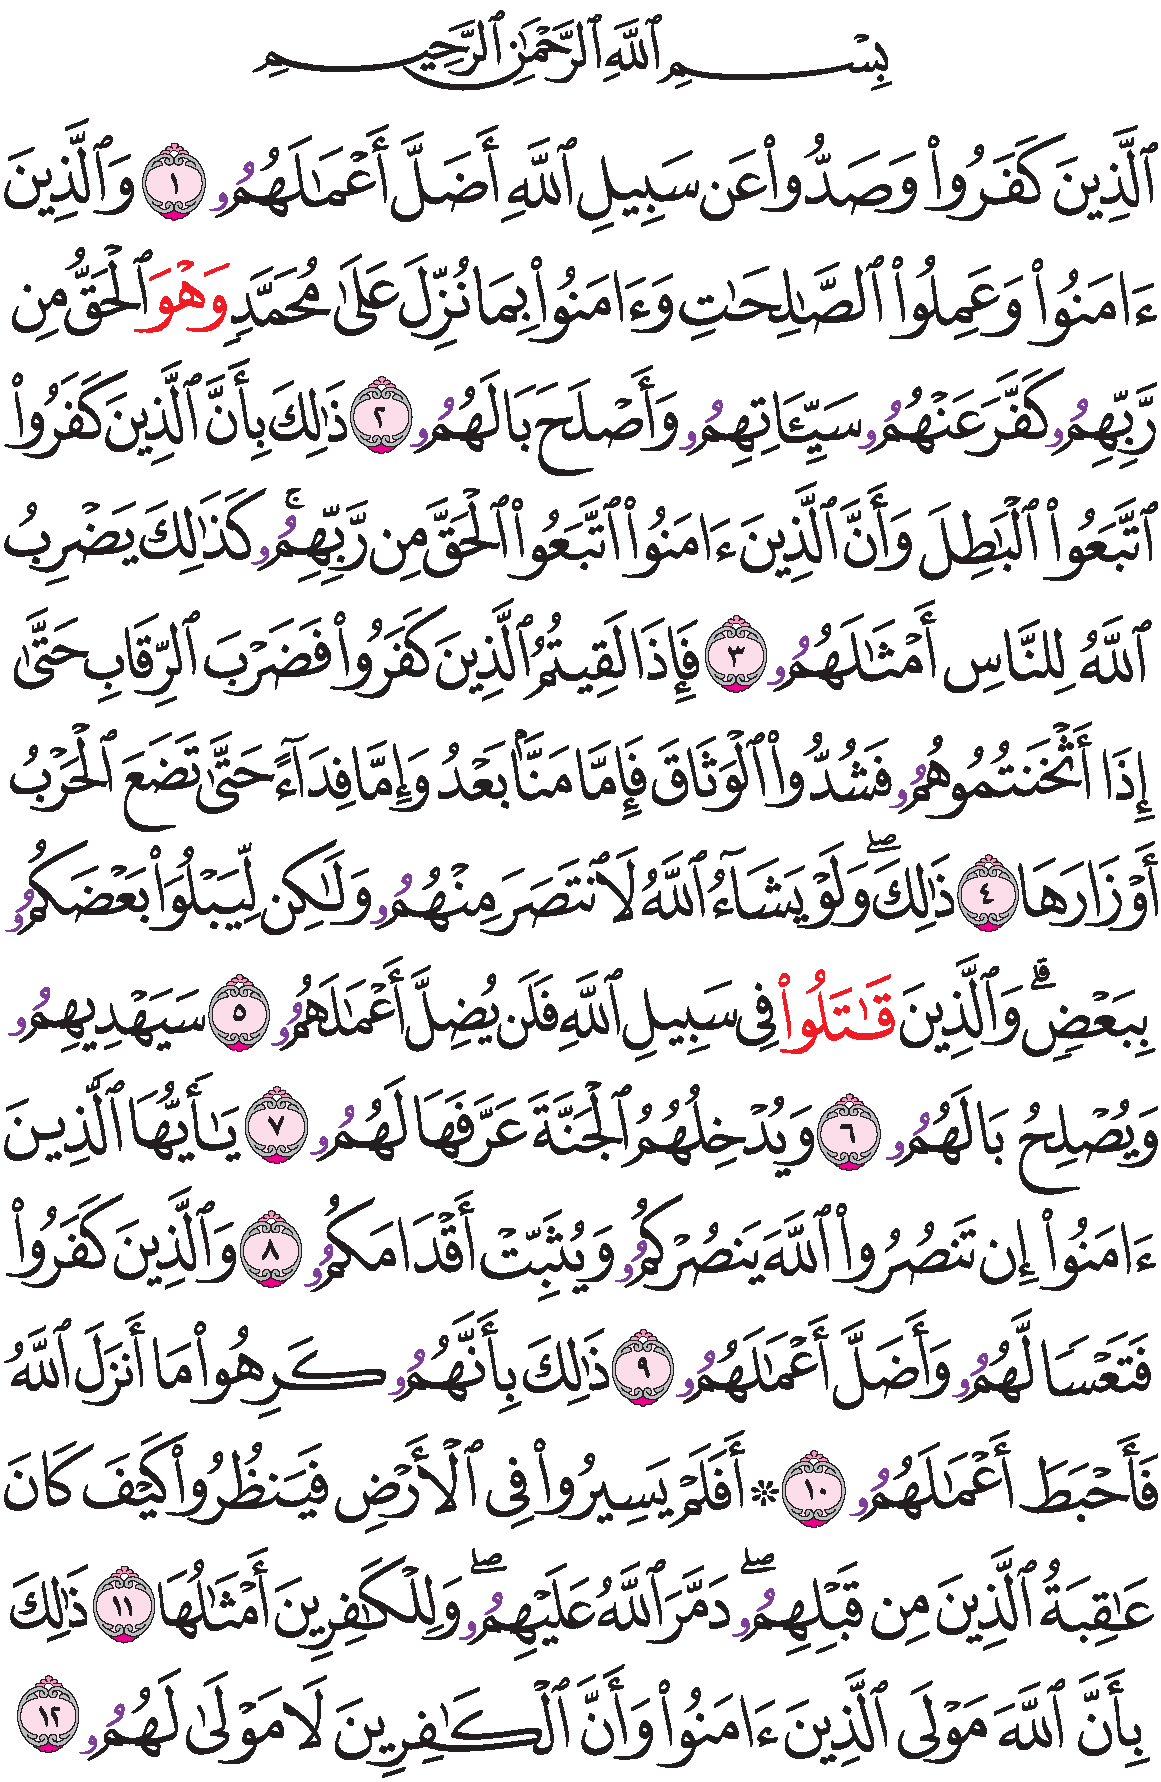 بِسْمِ ٱللَّهِ ٱلرَّحْمَٰنِ ٱلرَّحِيمِ
ٱلَّذِينَ كَفَرُواْ وَصَدُّواْ عَن سَبِيلِ ٱللَّهِ أَضَلَّ أَعْمَٰلَهُمُۥ ١ وَٱلَّذِينَ
ءَامَنُواْ وَعَمِلُواْ ٱلصَّٰلِحَٰتِ وَءَامَنُواْ بِمَا نُزِّلَ عَلَىٰ مُحَمَّدٖ وَهْوَ ٱلْحَقُّ مِن
رَّبِّهِمُۥ كَفَّرَ عَنْهُمُۥ سَيِّـَٔاتِهِمُۥ وَأَصْلَحَ بَالَهُمُۥ ٢ ذَٰلِكَ بِأَنَّ ٱلَّذِينَ كَفَرُواْ
ٱتَّبَعُواْ ٱلْبَٰطِلَ وَأَنَّ ٱلَّذِينَ ءَامَنُواْ ٱتَّبَعُواْ ٱلْحَقَّ مِن رَّبِّهِمُۥۚ كَذَٰلِكَ يَضْرِبُ
ٱللَّهُ لِلنَّاسِ أَمْثَٰلَهُمُۥ ٣ فَإِذَا لَقِيتُمُ ٱلَّذِينَ كَفَرُواْ فَضَرْبَ ٱلرِّقَابِ حَتَّىٰ
إِذَا أَثْخَنتُمُوهُمُۥ فَشُدُّواْ ٱلْوَثَاقَ فَإِمَّا مَنَّۢا بَعْدُ وَإِمَّا فِدَآءً حَتَّىٰ تَضَعَ ٱلْحَرْبُ
أَوْزَارَهَا ٤ ذَٰلِكَۖ وَلَوْ يَشَآءُ ٱللَّهُ لَٱنتَصَرَ مِنْهُمُۥ وَلَٰكِن لِّيَبْلُوَاْ بَعْضَكُمُۥ
بِبَعْضٖۗ وَٱلَّذِينَ قَٰتَلُواْ فِى سَبِيلِ ٱللَّهِ فَلَن يُضِلَّ أَعْمَٰلَهُمُۥ ٥ سَيَهْدِيهِمُۥ
وَيُصْلِحُ بَالَهُمُۥ ٦ وَيُدْخِلُهُمُ ٱلْجَنَّةَ عَرَّفَهَا لَهُمُۥ ٧ يَٰٓأَيُّهَا ٱلَّذِينَ
ءَامَنُواْ إِن تَنصُرُواْ ٱللَّهَ يَنصُرْكُمُۥ وَيُثَبِّتْ أَقْدَامَكُمُۥ ٨ وَٱلَّذِينَ كَفَرُواْ
فَتَعْسٗا لَّهُمُۥ وَأَضَلَّ أَعْمَٰلَهُمُۥ ٩ ذَٰلِكَ بِأَنَّهُمُۥ كَرِهُواْ مَا أَنزَلَ ٱللَّهُ
فَأَحْبَطَ أَعْمَٰلَهُمُۥ ١٠ ۞ أَفَلَمْ يَسِيرُواْ فِى ٱلْأَرْضِ فَيَنظُرُواْ كَيْفَ كَانَ
عَٰقِبَةُ ٱلَّذِينَ مِن قَبْلِهِمُۥۖ دَمَّرَ ٱللَّهُ عَلَيْهِمُۥۖ وَلِلْكَٰفِرِينَ أَمْثَٰلُهَا ١١ ذَٰلِكَ
بِأَنَّ ٱللَّهَ مَوْلَى ٱلَّذِينَ ءَامَنُواْ وَأَنَّ ٱلْكَٰفِرِينَ لَا مَوْلَىٰ لَهُمُۥ ١٢